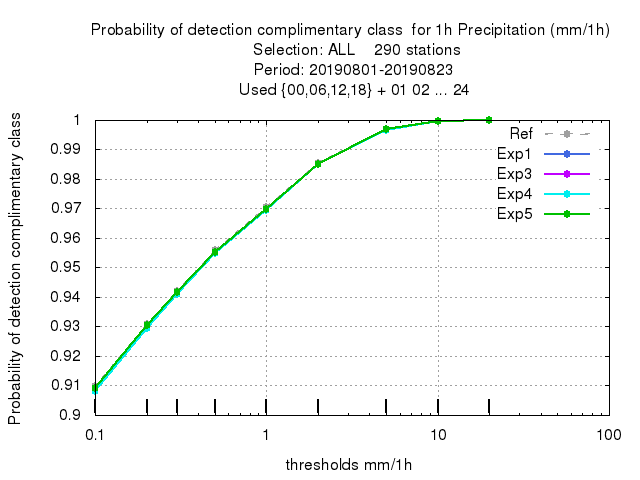 Probability of detection complimentary class  for 1h Precipitation (mm/1h)
Selection: ALL    290 stations
Period: 20190801-20190823
Used {00,06,12,18} + 01 02 ... 24
Probability of detection complimentary class
1
0.99
0.98
0.97
0.96
0.95
0.94
0.93
0.92
0.91
0.9
Ref
Exp1
Exp3
Exp4
Exp5
0.1 1 10 100
thresholds mm/1h